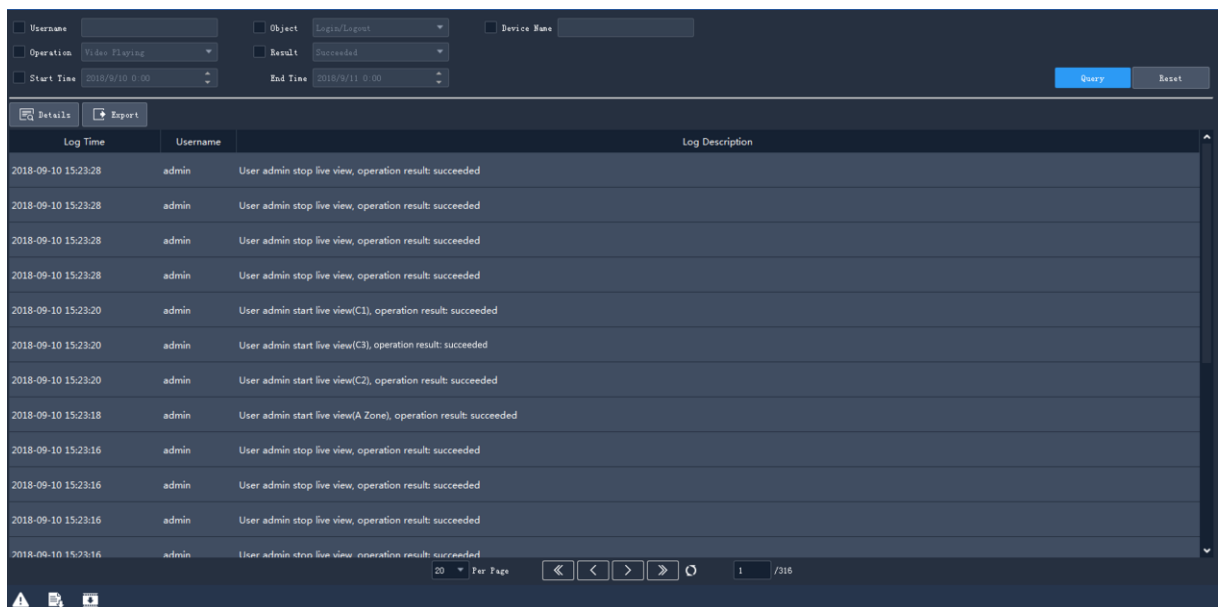 Username Object Login/Logout Device Name
Operation Video Playing Result Succeeded
Start Time 2018/9/10 0:00 End Time 2018/9/11 0:00 Query Reset
Details Export
Log Time Username Log Description
2018-09-10 15:23:28 admin User admin stop live view, operation result: succeeded
2018-09-10 15:23:28 admin User admin stop live view, operation result: succeeded
2018-09-10 15:23:28 admin User admin stop live view, operation result: succeeded
2018-09-10 15:23:28 admin User admin stop live view, operation result: succeeded
2018-09-10 15:23:20 admin User admin start live view(C1), operation result: succeeded
2018-09-10 15:23:20 admin User admin start live view(C3), operation result: succeeded
2018-09-10 15:23:20 admin User admin start live view(C2), operation result: succeeded
2018-09-10 15:23:18 admin User admin start live view(A Zone), operation result: succeeded
2018-09-10 15:23:16 admin User admin stop live view, operation result: succeeded
2018-09-10 15:23:16 admin User admin stop live view, operation result: succeeded
2018-09-10 15:23:16 admin User admin stop live view, operation result: succeeded
2018-09-10 15:23:16 admin User admin stop live view, operation result: succeeded
20 Per Page 1 /316